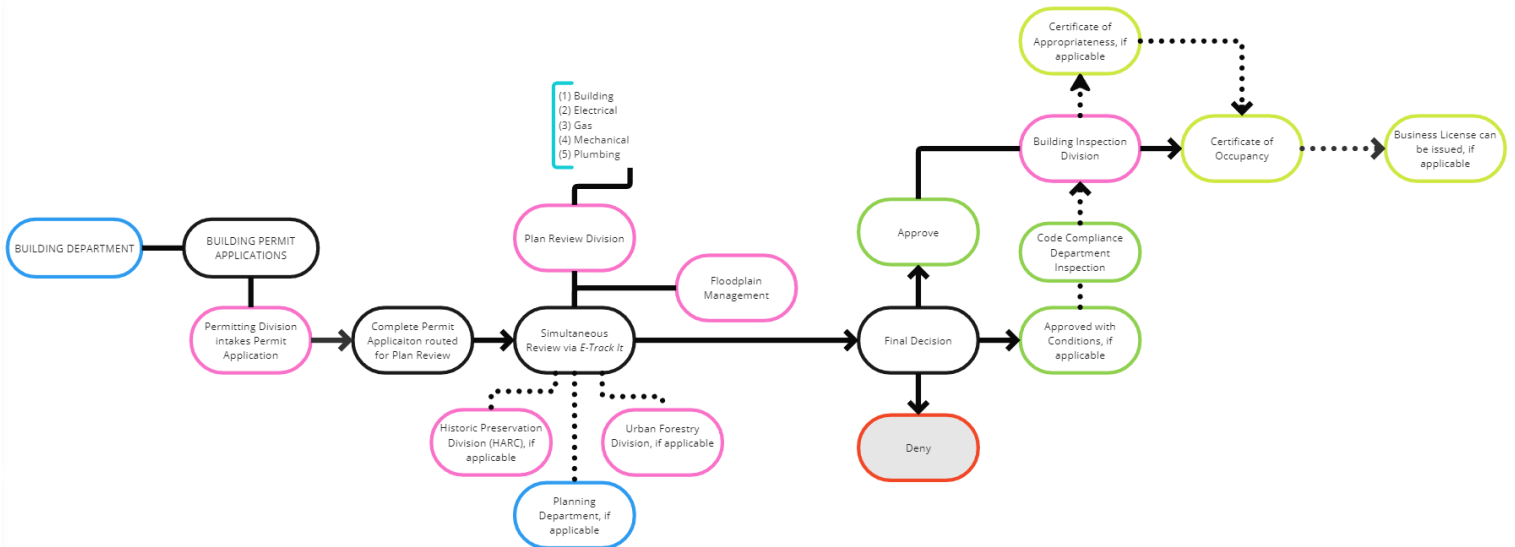 BUILDING DEPARTMENT
BUILDING PERMIT
APPLICATIONS
Permitting Division
intakes Permit
Application
Complete Permit
Applicaiton routed
for Plan Review
(1) Building
(2) Electrical
(3) Gas
(4) Mechanical
(5) Plumbing
Plan Review Division
Floodplain
Management
Simultaneous
Review via E-Track It
Historic Preservation
Division (HARC), if
applicable
Urban Forestry
Division, if applicable
Planning
Department, if
applicable
Final Decision
Approve
Deny
Approved with
Conditions, if
applicable
Code Compliance
Department
Inspection
Building Inspection
Division
Certificate of
Appropriateness, if
applicable
Certificate of
Occupancy
Business License can
be issued, if
applicable